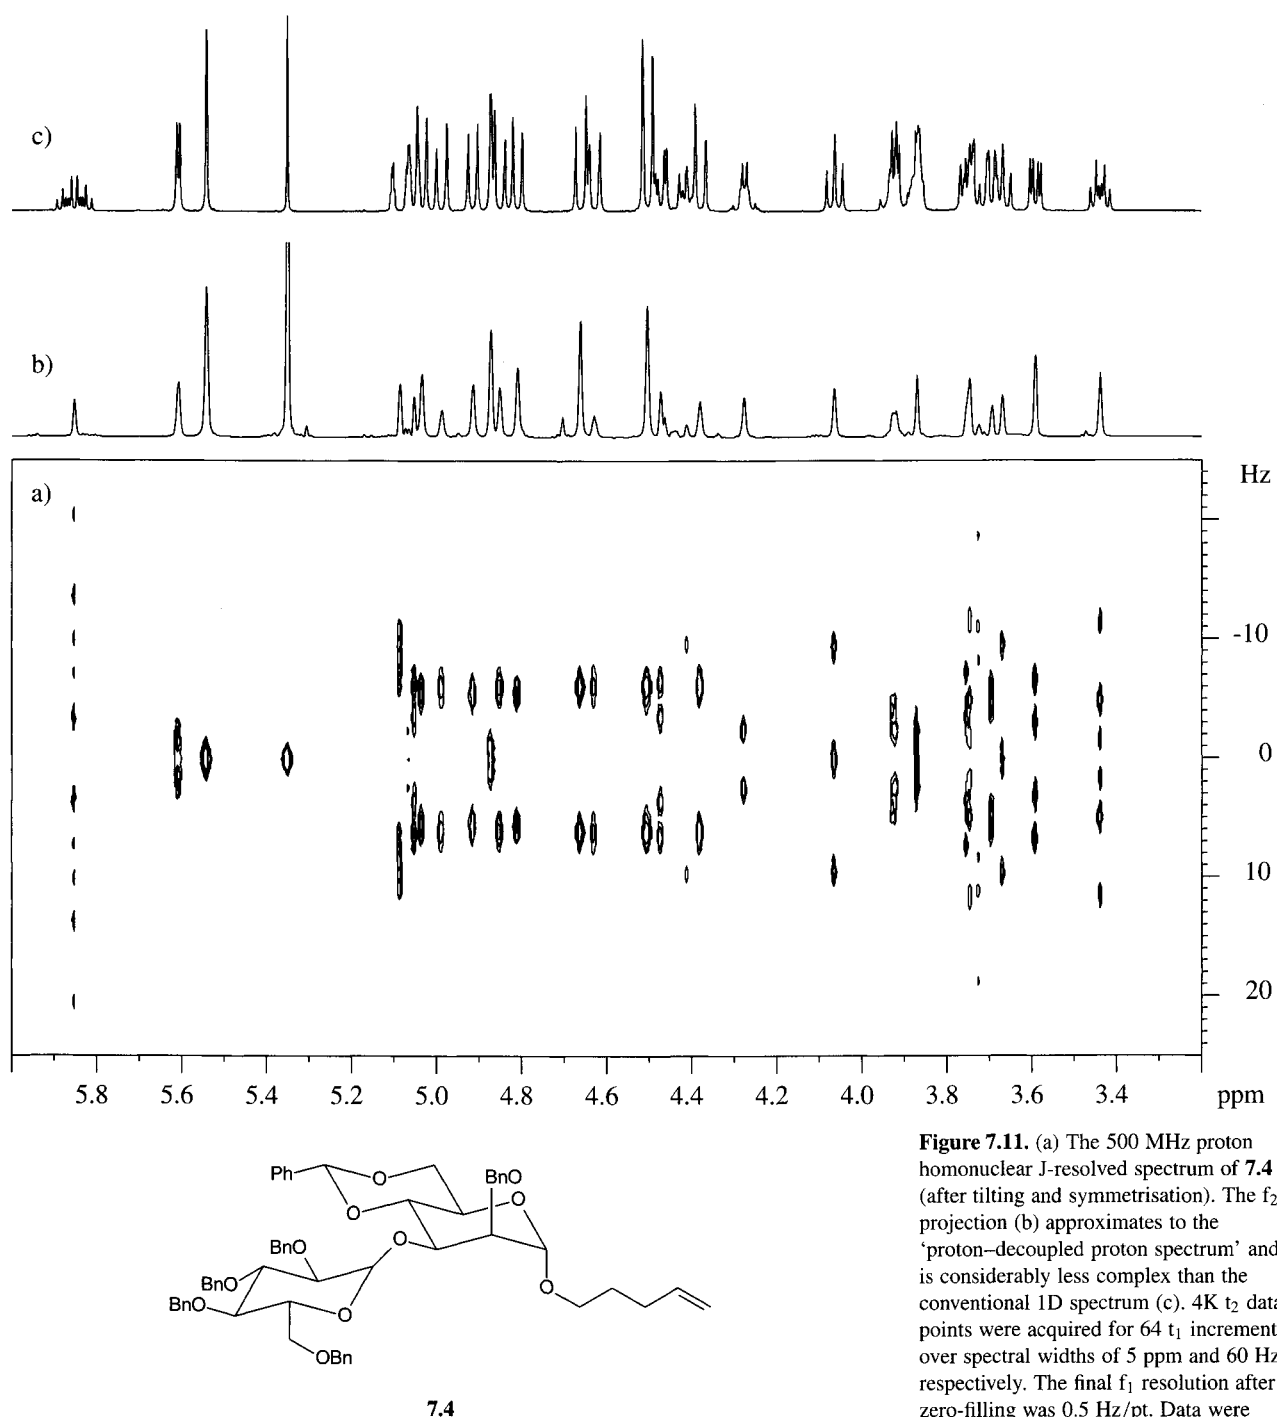 c)
b)
a)
Hz
-10
0
10
20
5.8 5.6 5.4 5.2 5.0 4.8 4.6 4.4 4.2 4.0 3.8 3.6 3.4 ppm
Ph
O
BnO
O
O
O
BnO
O
BnO
O
BnO
O
OBn
7.4
Figure 7.11. (a) The 500 MHz proton
homonuclear J-resolved spectrum of 7.4
(after tilting and symmetrisation). The f2
projection (b) approximates to the
‘proton–decoupled proton spectrum’ and
is considerably less complex than the
conventional 1D spectrum (c). 4K t2 data
points were acquired for 64 t1 increment
over spectral widths of 5 ppm and 60 Hz
respectively. The final f1 resolution after
zero-filling was 0.5 Hz/pt. Data were